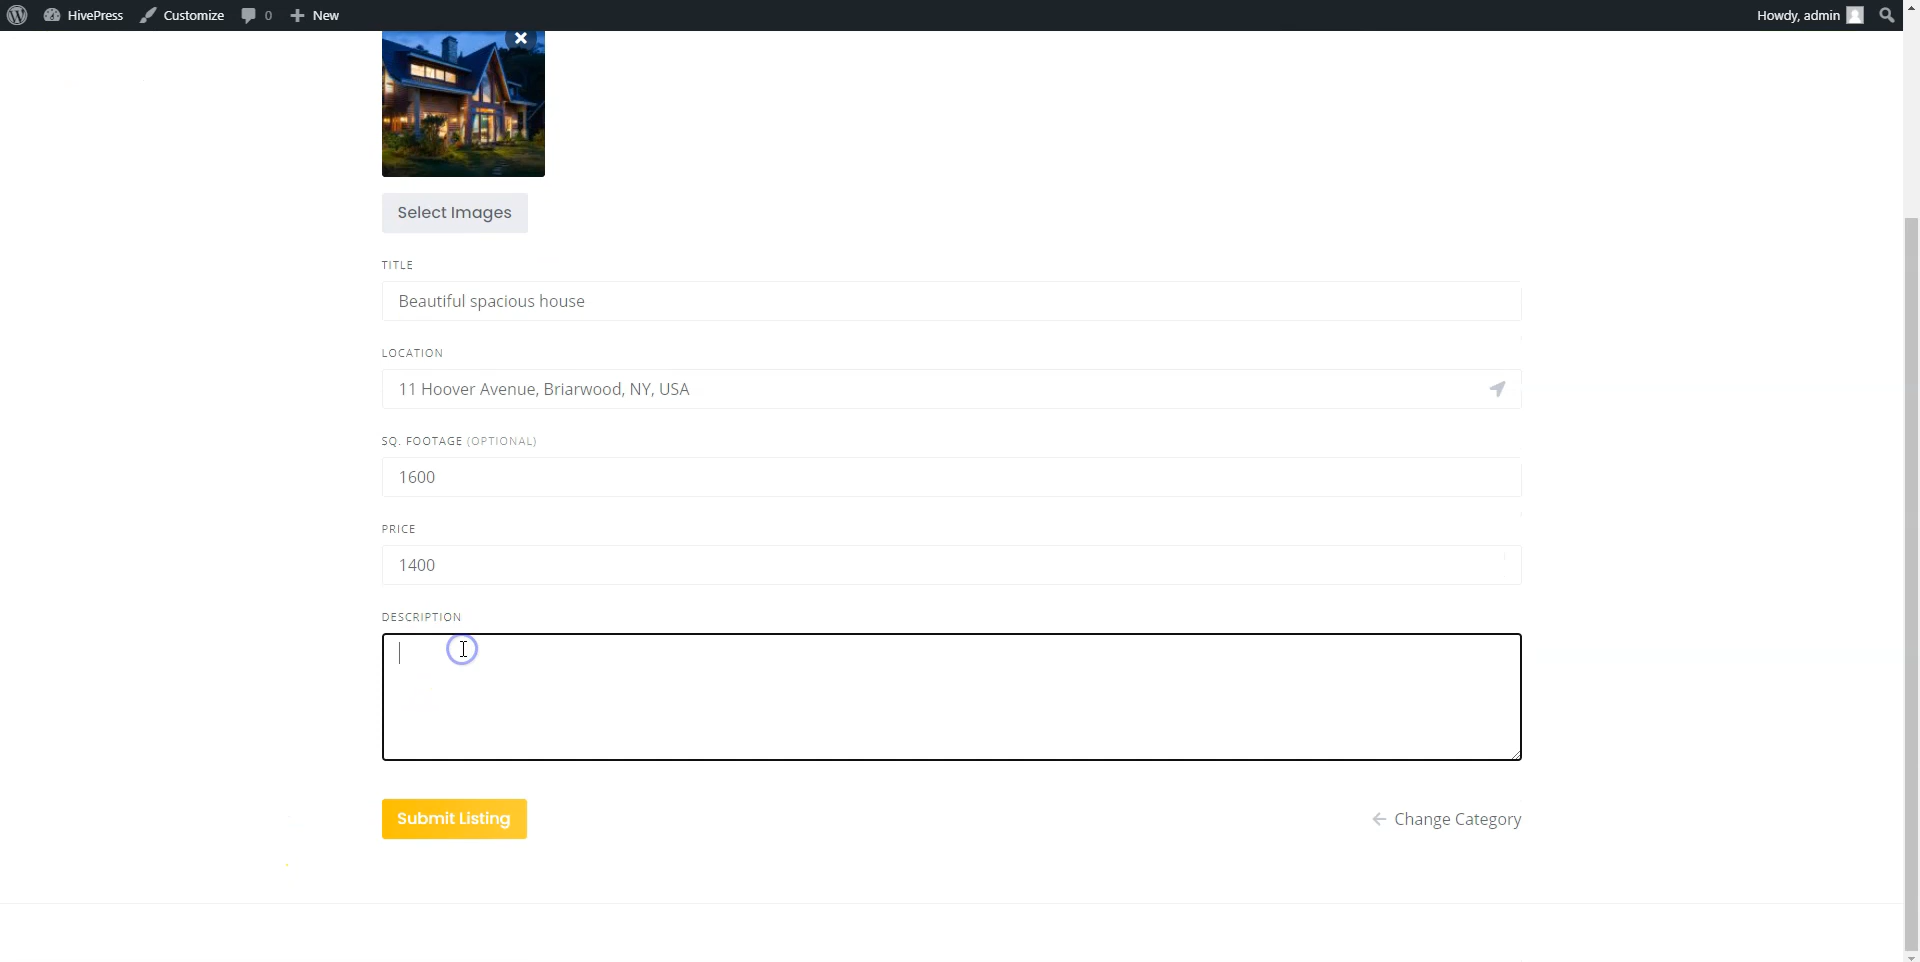 HivePress Customize 0 New Howdy, admin
Select Images
TITLE
Beautiful spacious house
LOCATION
11 Hoover Avenue, Briarwood, NY, USA
SQ. FOOTAGE (OPTIONAL)
1600
PRICE
1400
DESCRIPTION
Submit Listing
Change Category